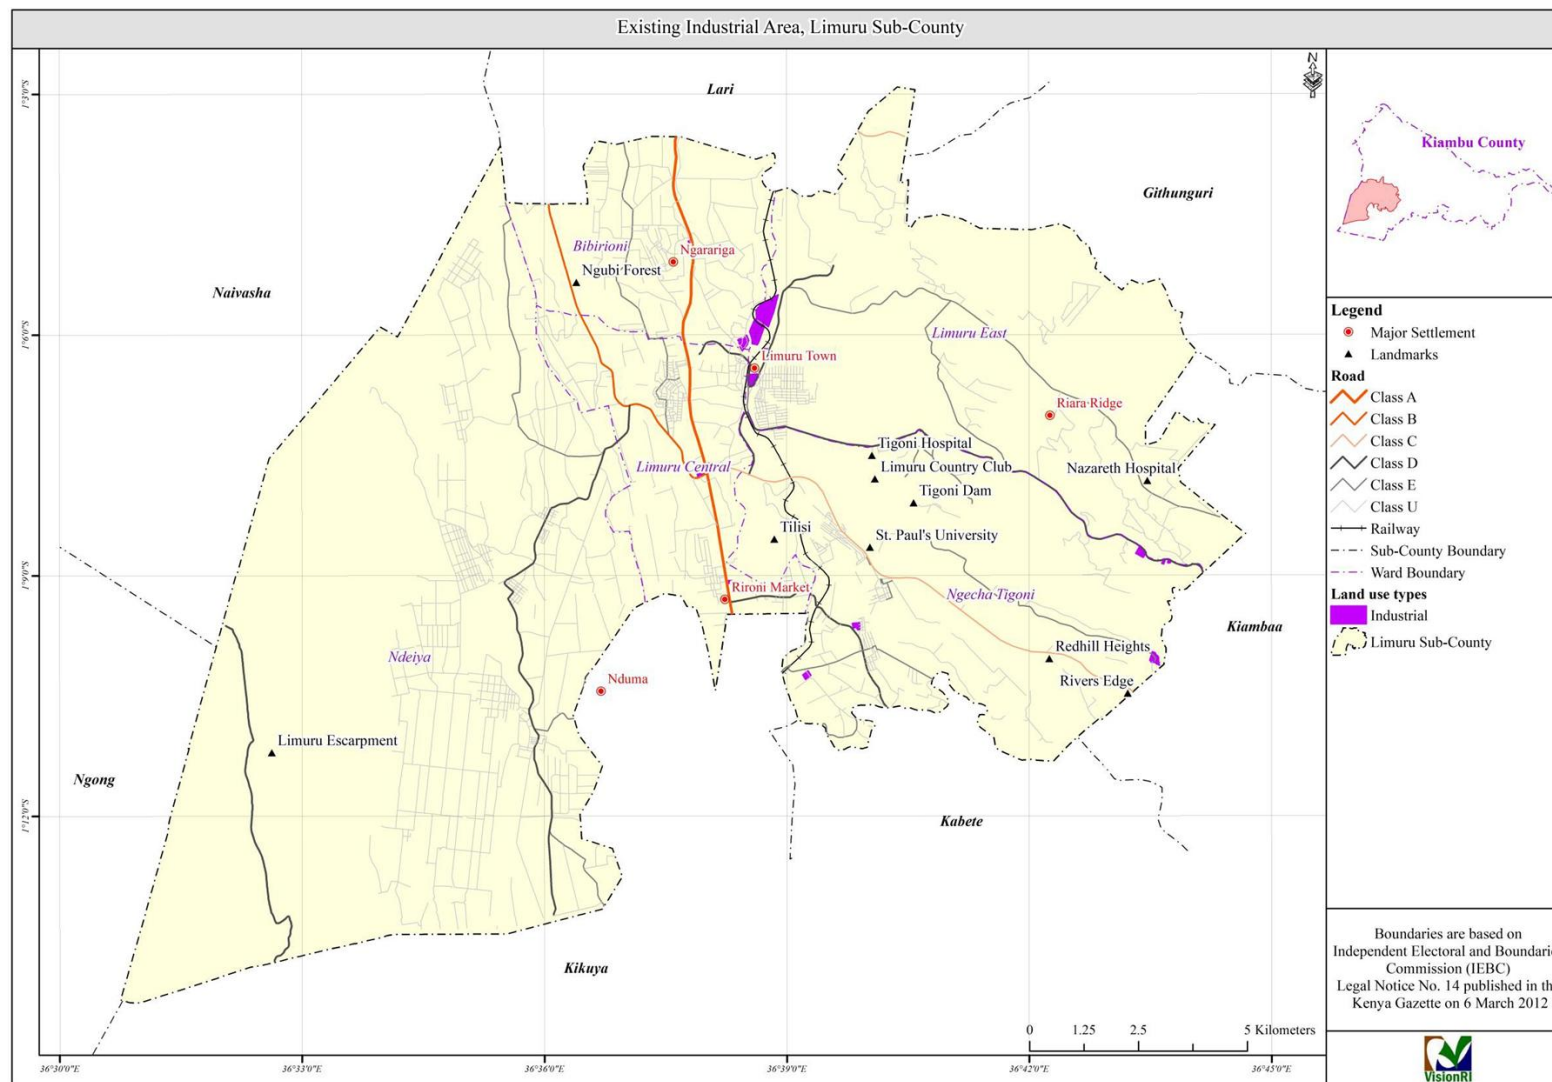 Existing Industrial Area, Limuru Sub-County
N
Lari
Githunguri
Naivasha
Ngong
Kikuya
Kabete
Kiambaa
Bibirioni
Ngarariga
Ngubi Forest
Limuru East
Limuru Town
Riara Ridge
Tigoni Hospital
Limuru Central
Limuru Country Club
Nazareth Hospital
Tigoni Dam
Tilisi
St. Paul's University
Rironi Market
Ngecha Tigoni
Ndeiya
Nduma
Redhill Heights
Rivers Edge
Limuru Escarpment
1°3'0"S
1°6'0"S
1°9'0"S
1°12'0"S
36°30'0"E
36°33'0"E
36°36'0"E
36°39'0"E
36°42'0"E
36°45'0"E
0 1.25 2.5 5 Kilometers
Kiambu County
Legend
Major Settlement
Landmarks
Road
Class A
Class B
Class C
Class D
Class E
Class U
Railway
Sub-County Boundary
Ward Boundary
Land use types
Industrial
Limuru Sub-County
Boundaries are based on
Independent Electoral and Boundarie
Commission (IEBC)
Legal Notice No. 14 published in th
Kenya Gazette on 6 March 2012
VisionRI